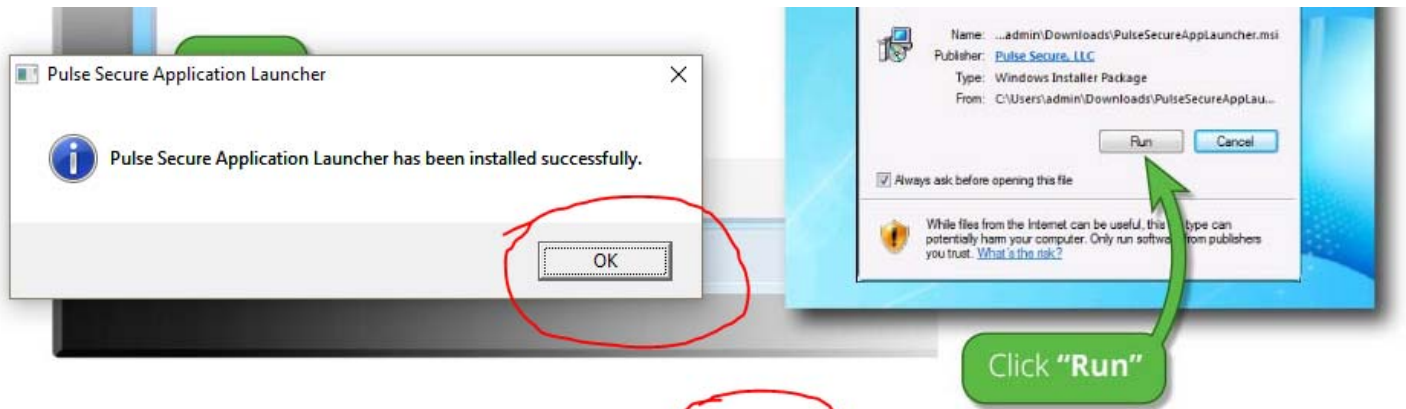 Pulse Secure Application Launcher
Pulse Secure Application Launcher has been installed successfully.
OK
Name: ...admin\Downloads\PulseSecureAppLauncher.msi
Publisher: Pulse Secure, LLC
Type: Windows Installer Package
From: C:\Users\admin\Downloads\PulseSecureAppLau...
Run Cancel
Always ask before opening this file
While files from the Internet can be useful, this type can
potentially harm your computer. Only run software from publishers
you trust. What's the risk?
Click "Run"